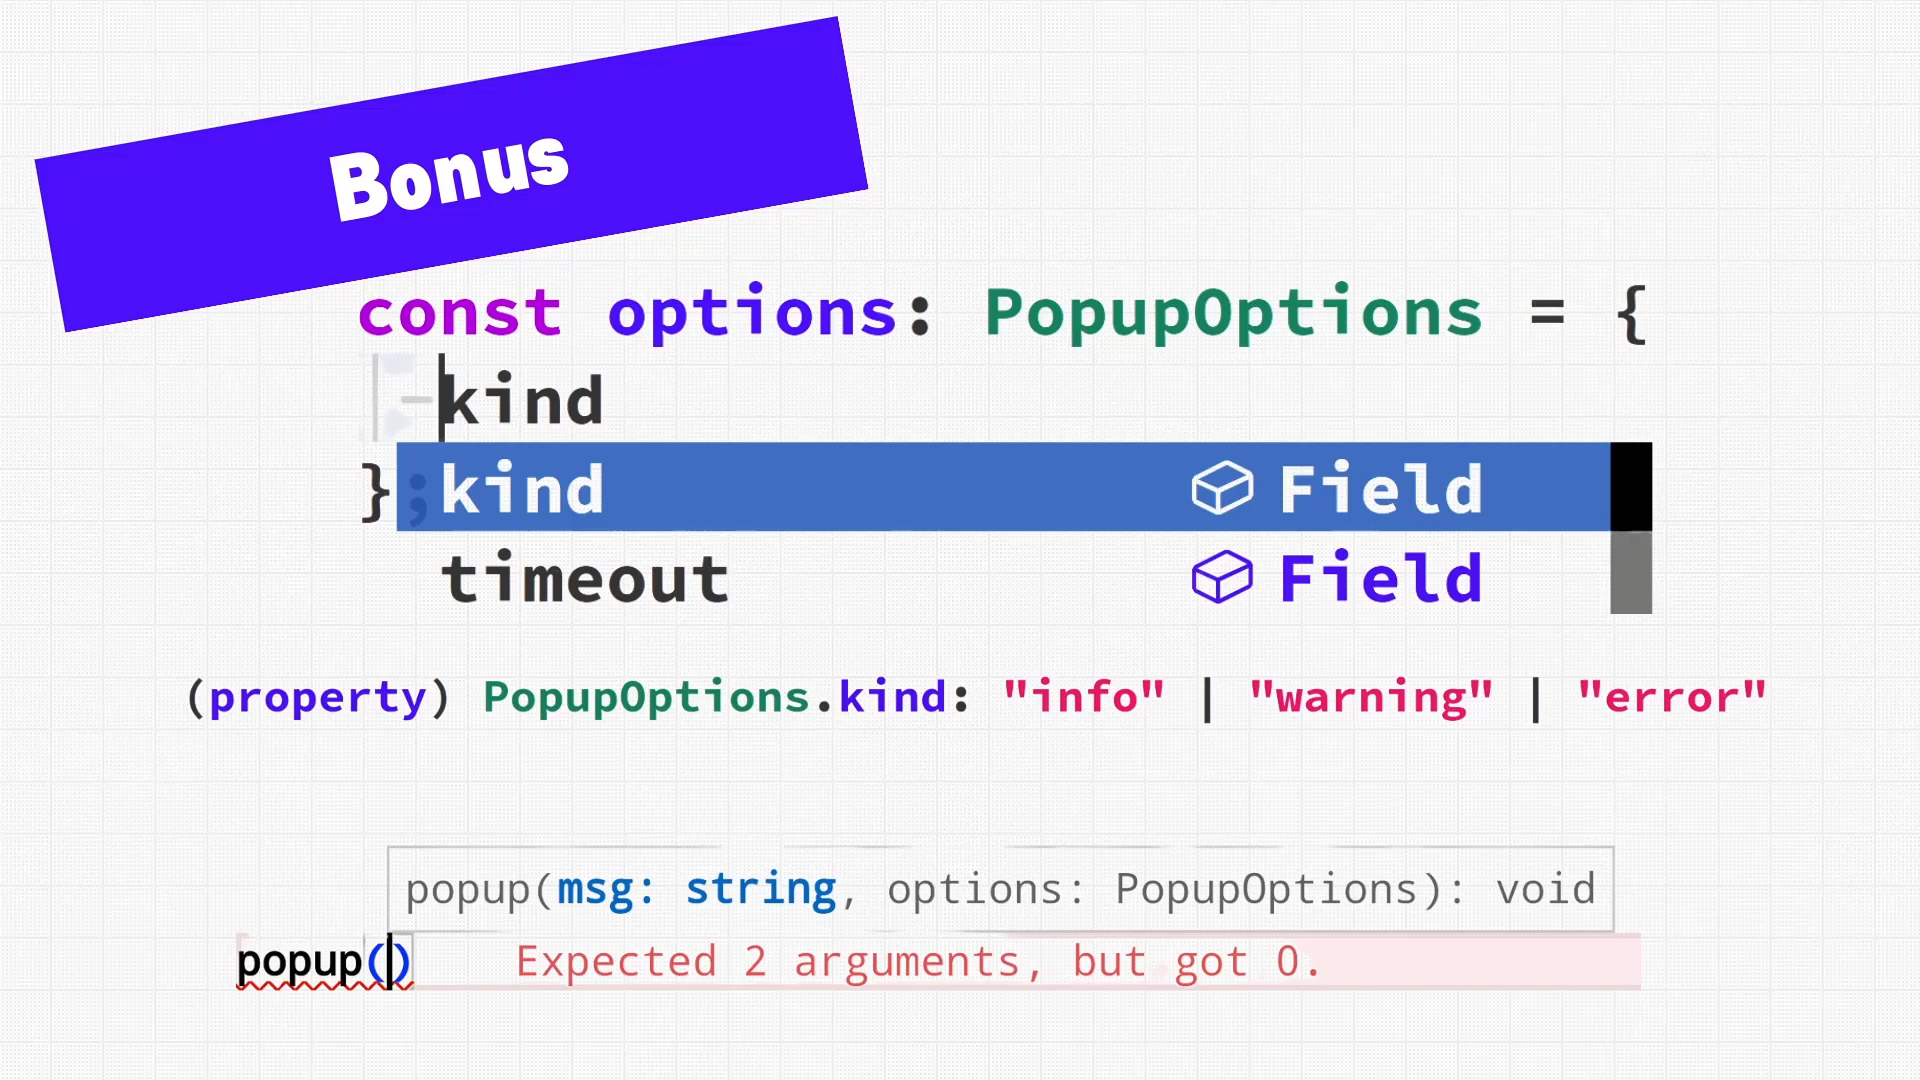 Bonus
const options: PopupOptions = {
kind
};
kind Field
timeout Field
(property) PopupOptions.kind: "info" | "warning" | "error"
popup(msg: string, options: PopupOptions): void
popup() Expected 2 arguments, but got 0.